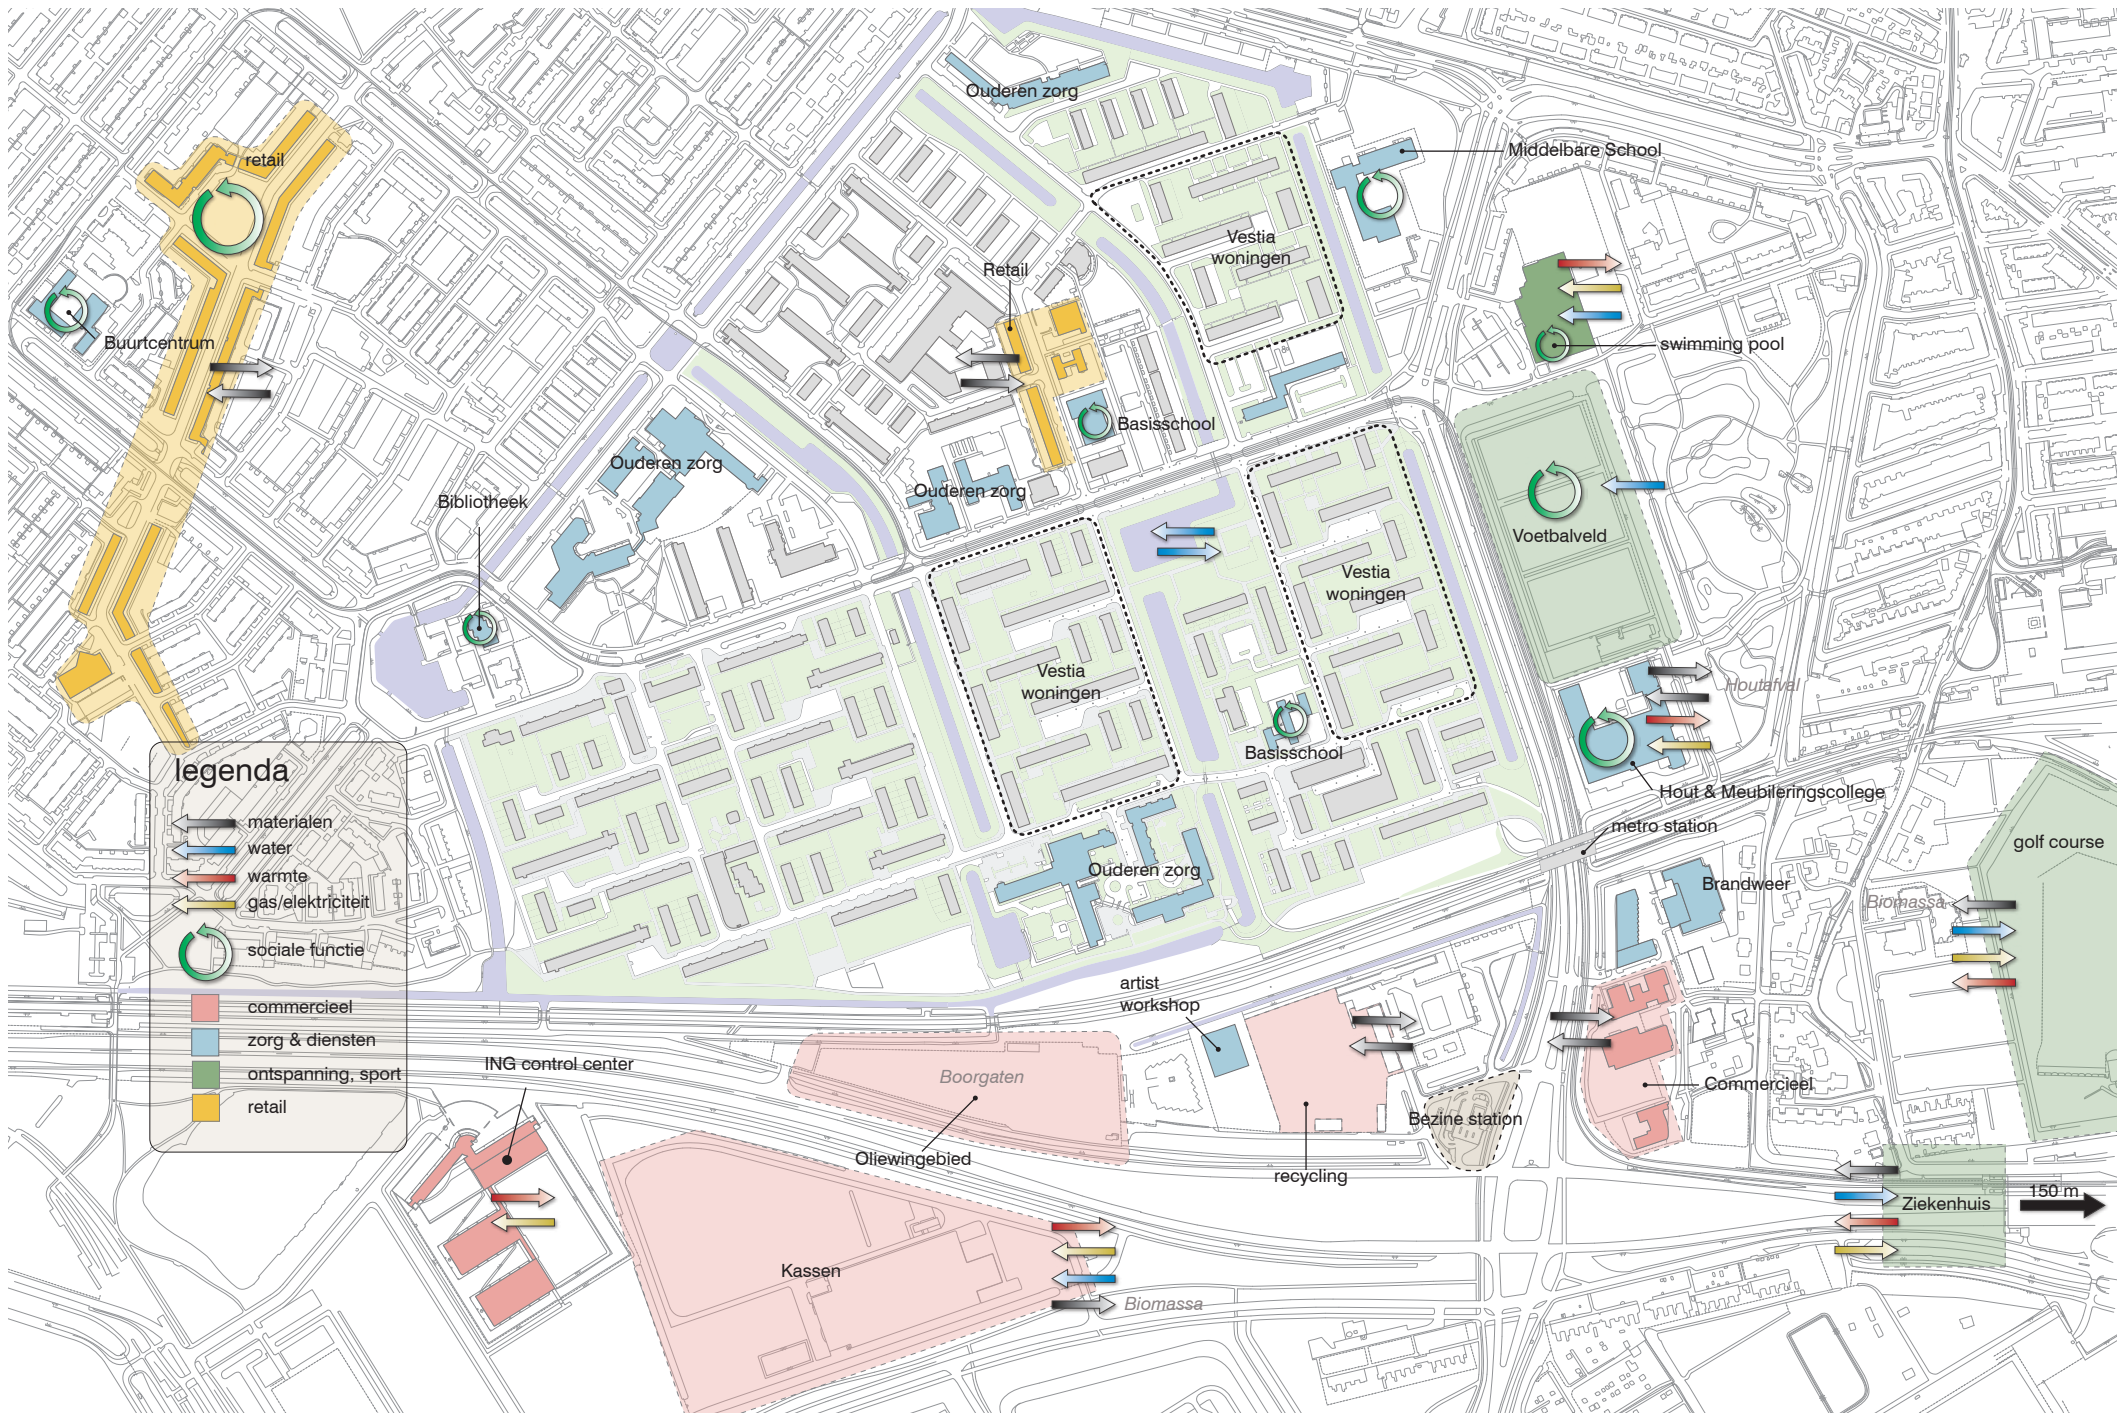 Ouderen zorg
retail
Middelbare School
Vestia
woningen
Retail
Buurtcentrum
swimming pool
Basisschool
Ouderen zorg
Ouderen zorg
Bibliotheek
Voetbalveld
Vestia
woningen
Vestia
woningen
Houtafval
Basisschool
Hout & Meubileringscollege
metro station
golf course
Ouderen zorg
Brandweer
Biomassa
legenda
materialen
water
warmte
gas/elektriciteit
sociale functie
commercieel
zorg & diensten
ontspanning, sport
retail
artist
workshop
ING control center
Boorgaten
Commercieel
Bezine station
Oliewingebied
recycling
150 m
Ziekenhuis
Kassen
Biomassa